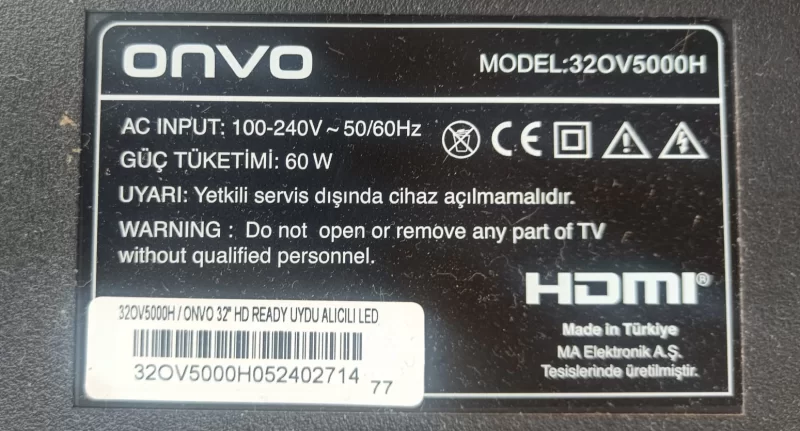 ONVO MODEL:32OV5000H
AC INPUT: 100-240V ~ 50/60Hz
GÜÇ TÜKETİMİ: 60 W
UYARI: Yetkili servis dışında cihaz açılmamalıdır.
WARNING : Do not open or remove any part of TV
without qualified personnel.
HDMI®
Made in Türkiye
MA Elektronik A.Ş.
Tesislerinde üretilmiştir.
32OV5000H / ONVO 32" HD READY UYDU ALICILI LED
32OV5000H052402714 77